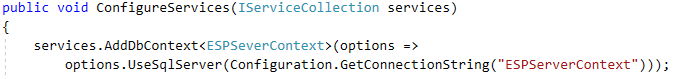 public void ConfigureServices(IServiceCollection services)
{
services.AddDbContext<ESPSeverContext>(options =>
options.UseSqlServer(Configuration.GetConnectionString("ESPServerContext")));